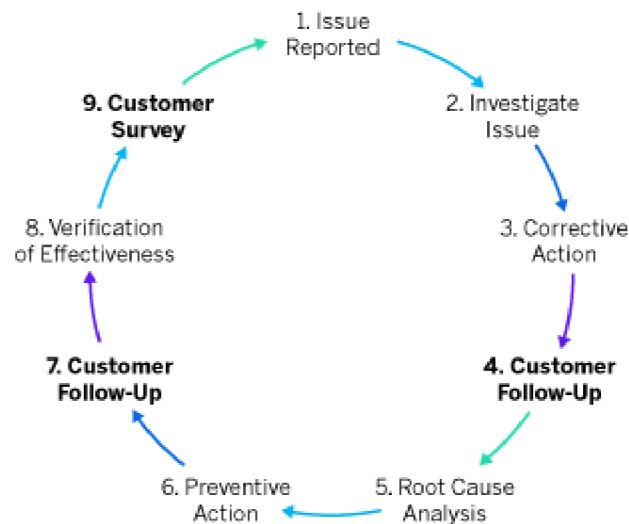 1. Issue
Reported
2. Investigate
Issue
3. Corrective
Action
4. Customer
Follow-Up
5. Root Cause
Analysis
6. Preventive
Action
7. Customer
Follow-Up
8. Verification
of Effectiveness
9. Customer
Survey